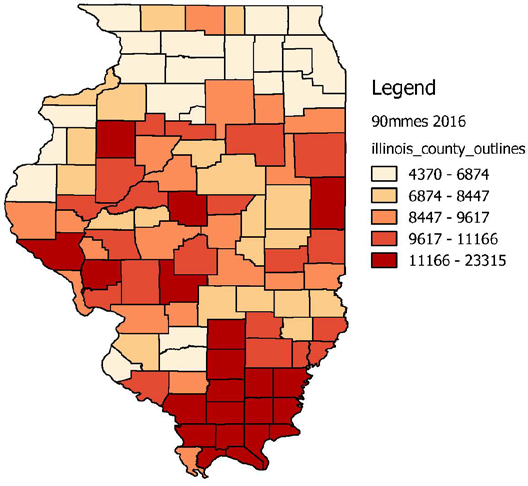 Legend
90mmes 2016
illinois_county_outlines
4370 - 6874
6874 - 8447
8447 - 9617
9617 - 11166
11166 - 23315